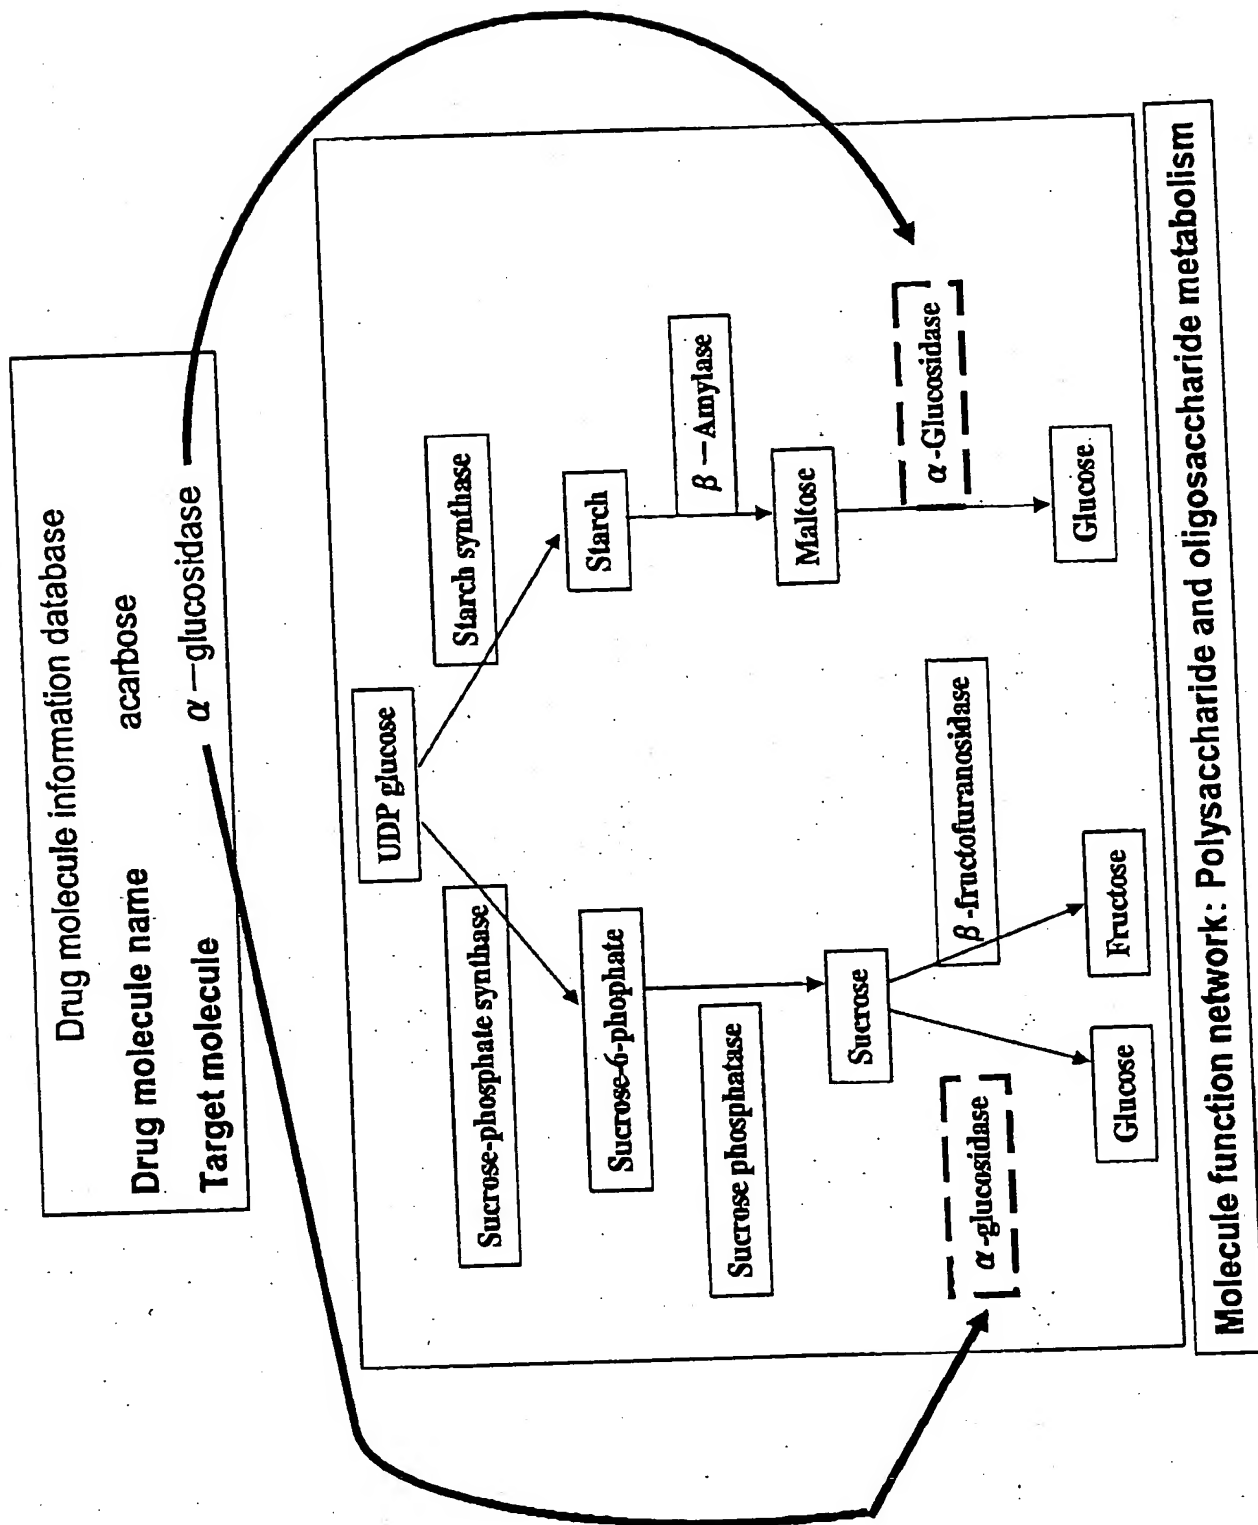 Drug molecule information database
Drug molecule name acarbose
Target molecule α—glucosidase
UDP glucose
Sucrose-phosphate synthase
Starch synthase
Sucrose-6-phophate
Starch
Sucrose phosphatase
β—Amylase
Sucrose
Maltose
α-glucosidase
β-fructofuranosidase
α-Glucosidase
Glucose
Fructose
Glucose
Molecule function network: Polysaccharide and oligosaccharide metabolism